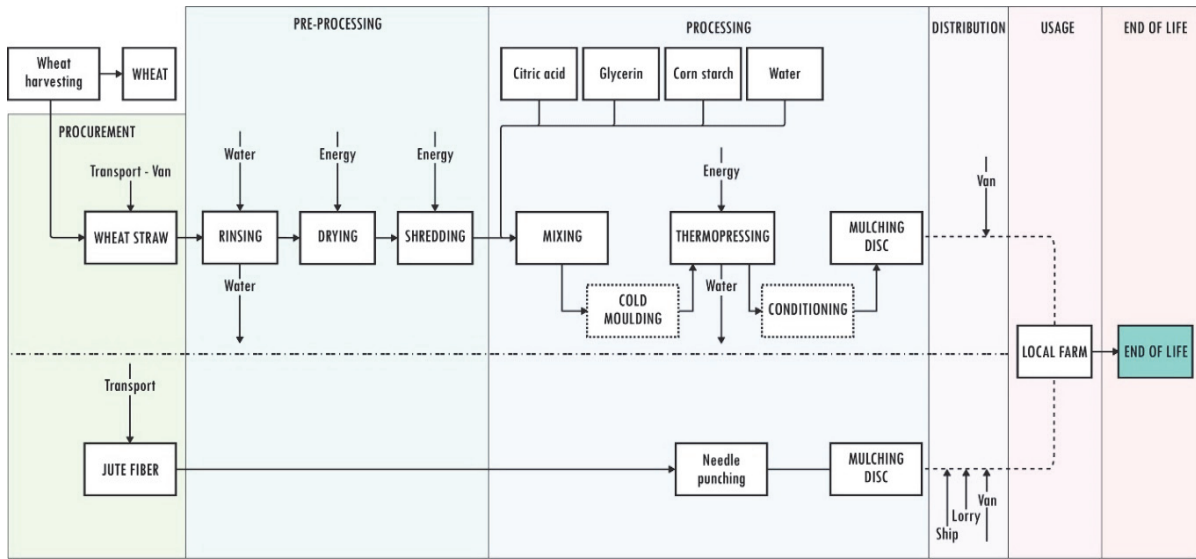 PRE-PROCESSING
PROCESSING
DISTRIBUTION
USAGE
END OF LIFE
Wheat
harvesting
WHEAT
Citric acid
Glycerin
Corn starch
Water
PROCUREMENT
Transport - Van
Water
Energy
Energy
Energy
Van
WHEAT STRAW
RINSING
DRYING
SHREDDING
MIXING
THERMOPRESSING
MULCHING
DISC
Water
COLD
MOULDING
Water
CONDITIONING
LOCAL FARM
END OF LIFE
Transport
JUTE FIBER
Needle
punching
MULCHING
DISC
Van
Lorry
Ship